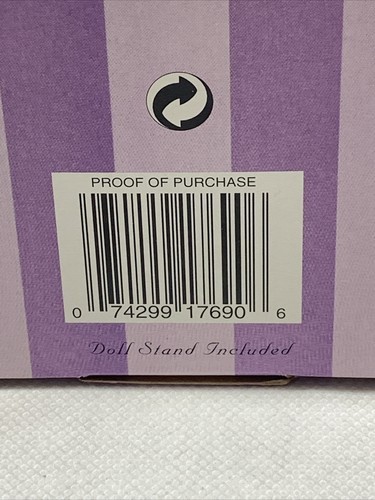 PROOF OF PURCHASE
0 74299 17690 6
Doll Stand Included